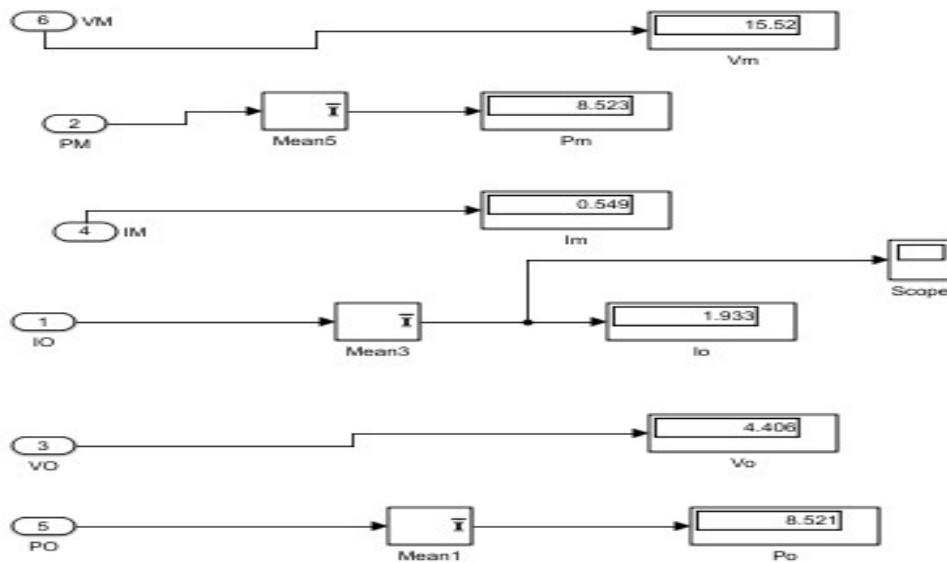 6 VM
15.52
Vm
2
PM
Mean5
8.523
Pm
4 IM
0.549
Im
Scope
1
IO
Mean3
1.933
Io
3
VO
4.406
Vo
5
PO
Mean1
8.521
Po